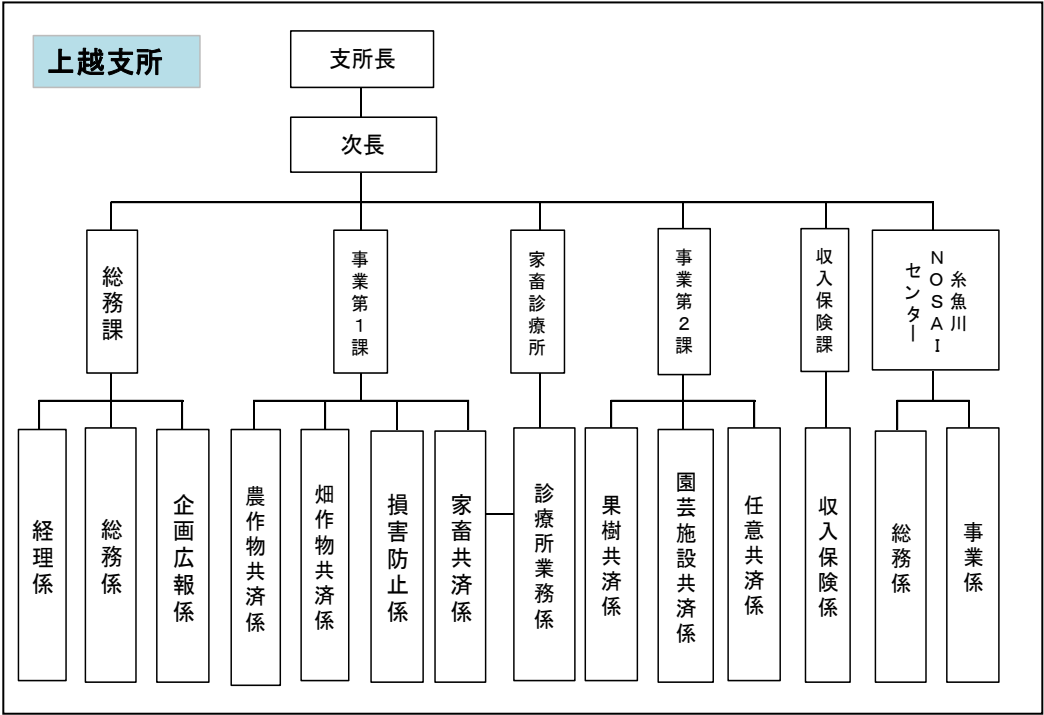 上越支所
支所長
次長
総務課
事業第1課
家畜診療所
事業第2課
収入保険課
糸魚川
NOSAI
センター
経理係
総務係
企画広報係
農作物共済係
畑作物共済係
損害防止係
家畜共済係
診療所業務係
果樹共済係
園芸施設共済係
任意共済係
収入保険係
総務係
事業係